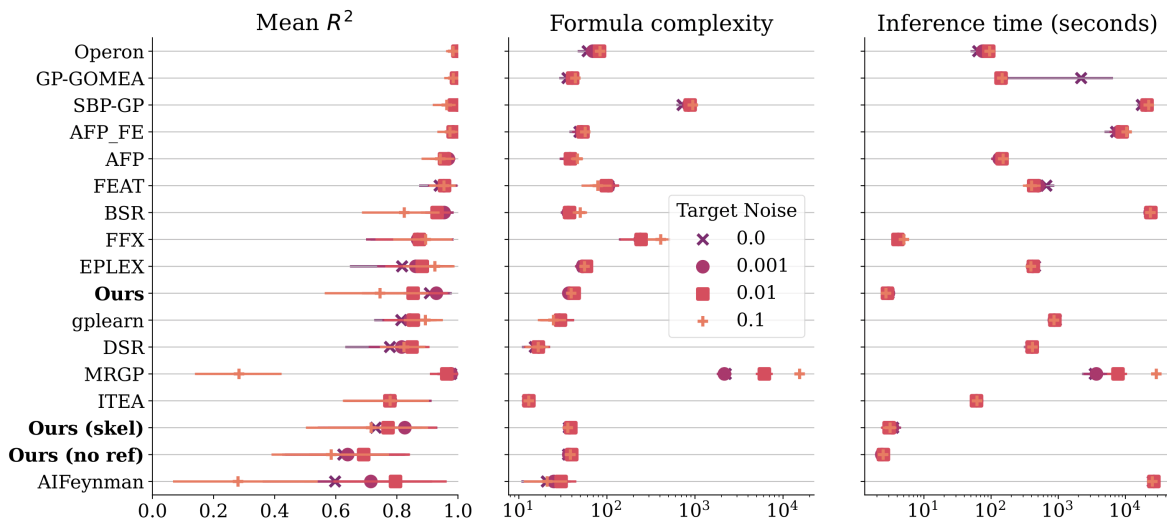 Mean R²
Formula complexity
Inference time (seconds)
Operon
GP-GOMEA
SBP-GP
AFP_FE
AFP
FEAT
BSR
FFX
EPLEX
Ours
gplearn
DSR
MRGP
ITEA
Ours (skel)
Ours (no ref)
AIFeynman
Target Noise
0.0
0.001
0.01
0.1
0.0 0.2 0.4 0.6 0.8 1.0
10¹ 10² 10³ 10⁴
10¹ 10² 10³ 10⁴